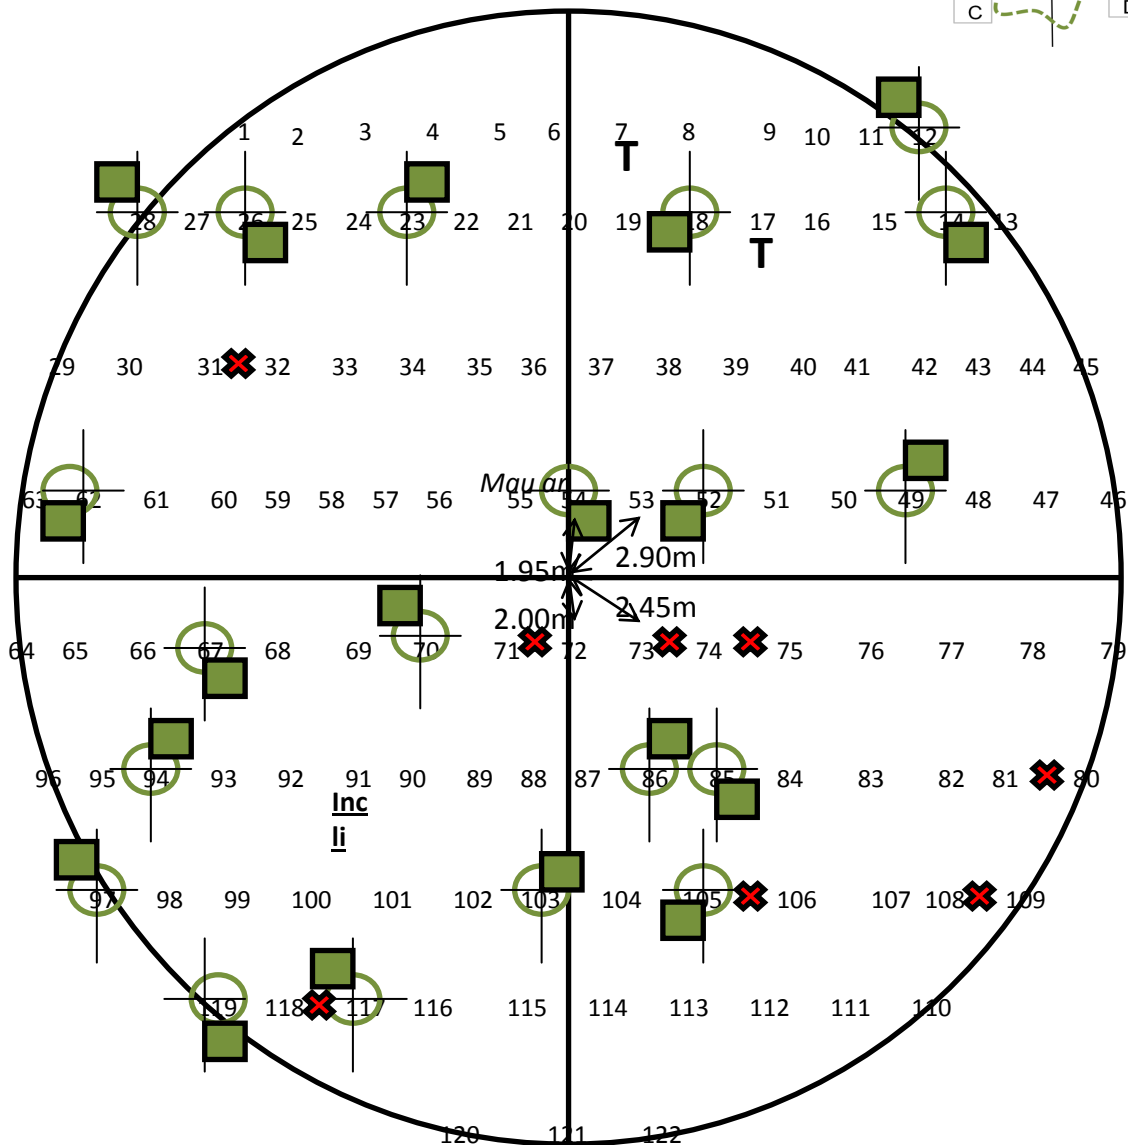 C
1 2 3 4 5 6 7 8 9 10 11 12
T
28 27 26 25 24 23 22 21 20 19 18 17 16 15 14 13
T
29 30 31 32 33 34 35 36 37 38 39 40 41 42 43 44 45
Mau ar
63 62 61 60 59 58 57 56 55 54 53 52 51 50 49 48 47 46
2.90m
1.95m
2.00m 2.45m
64 65 66 67 68 69 70 71 72 73 74 75 76 77 78 79
96 95 94 93 92 91 90 89 88 87 86 85 84 83 82 81 80
Inc
li
97 98 99 100 101 102 103 104 105 106 107 108 109
119 118 117 116 115 114 113 112 111 110
120 121 122